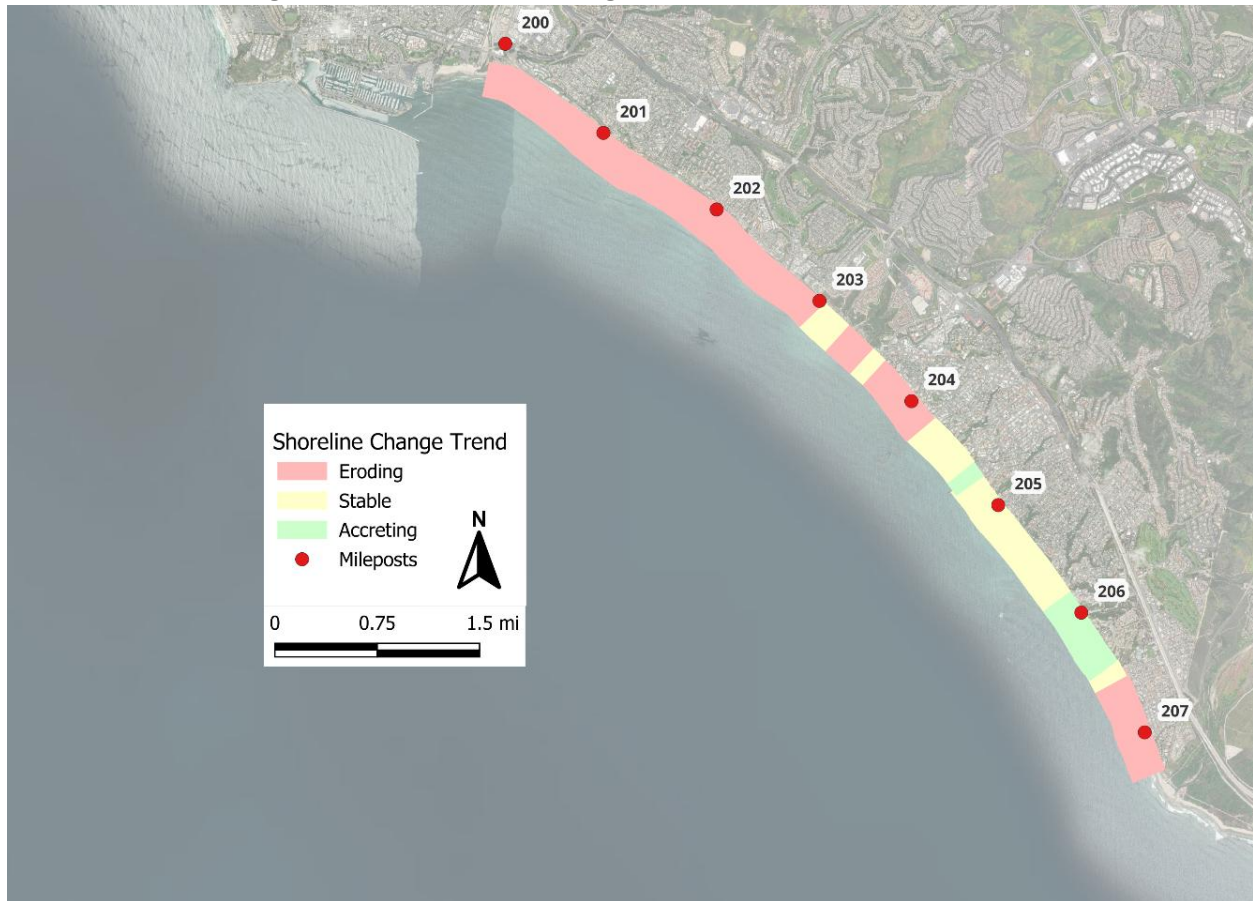 200
201
202
203
204
205
206
207
Shoreline Change Trend
Eroding
Stable
Accreting
Mileposts
N
0 0.75 1.5 mi